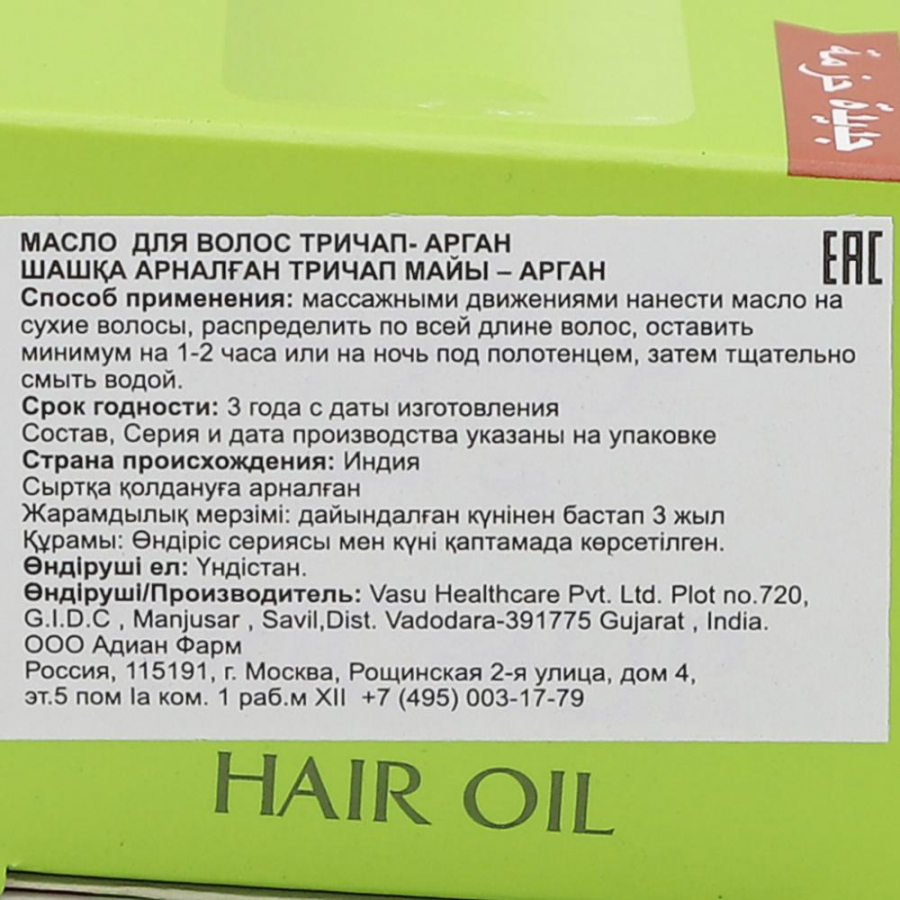 МАСЛО ДЛЯ ВОЛОС ТРИЧАП- АРГАН
ШАШҚА АРНАЛҒАН ТРИЧАП МАЙЫ – АРГАН
EAC
Способ применения: массажными движениями нанести масло на
сухие волосы, распределить по всей длине волос, оставить
минимум на 1-2 часа или на ночь под полотенцем, затем тщательно
смыть водой.
Срок годности: 3 года с даты изготовления
Состав, Серия и дата производства указаны на упаковке
Страна происхождения: Индия
Сыртқа қолдануға арналған
Жарамдылық мерзімі: дайындалған күнінен бастап 3 жыл
Құрамы: Өндіріс сериясы мен күні қаптамада көрсетілген.
Өндіруші ел: Үндістан.
Өндіруші/Производитель: Vasu Healthcare Pvt. Ltd. Plot no.720,
G.I.D.C , Manjusar , Savil,Dist. Vadodara-391775 Gujarat , India.
ООО Адиан Фарм
Россия, 115191, г. Москва, Рощинская 2-я улица, дом 4,
эт.5 пом Iа ком. 1 раб.м XII +7 (495) 003-17-79
HAIR OIL